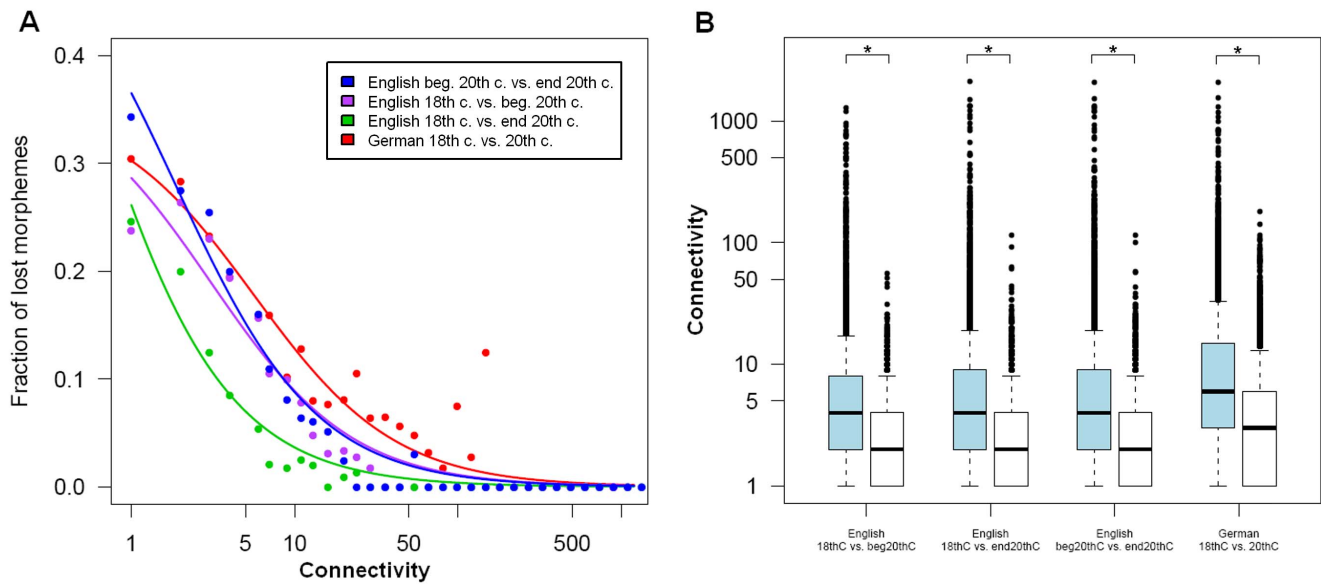 A
Fraction of lost morphemes
0.4
0.3
0.2
0.1
0.0
English beg. 20th c. vs. end 20th c.
English 18th c. vs. beg. 20th c.
English 18th c. vs. end 20th c.
German 18th c. vs. 20th c.
1 5 10 50 500
Connectivity
B
Connectivity
1000
500
100
50
10
5
1
* * * *
English
18thC vs. beg20thC
English
18thC vs. end20thC
English
beg20thC vs. end20thC
German
18thC vs. 20thC